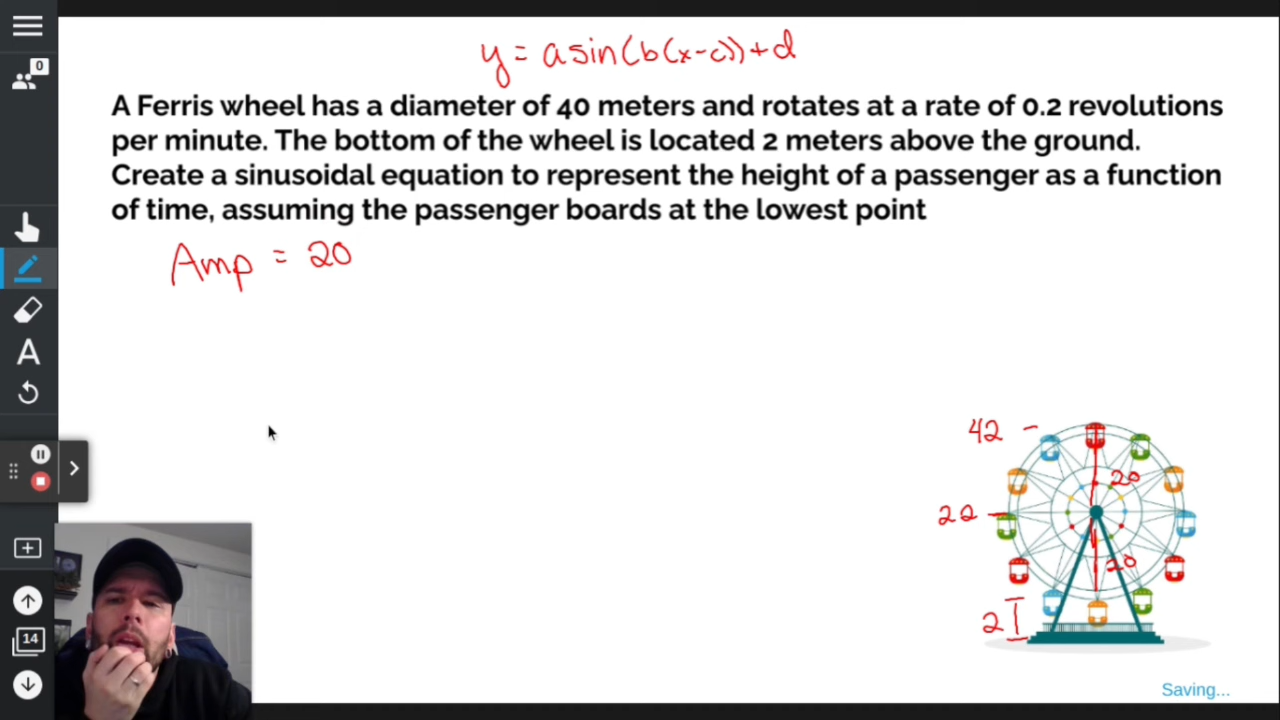 0
y = a sin(b(x-c)) + d
A Ferris wheel has a diameter of 40 meters and rotates at a rate of 0.2 revolutions
per minute. The bottom of the wheel is located 2 meters above the ground.
Create a sinusoidal equation to represent the height of a passenger as a function
of time, assuming the passenger boards at the lowest point
Amp = 20
A
42 -
20
22 -
20
2
14
Saving...